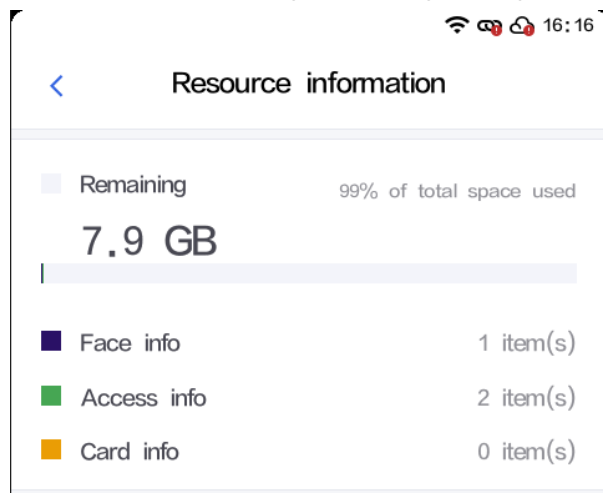 16:16
Resource information
Remaining
99% of total space used
7.9 GB
Face info
1 item(s)
Access info
2 item(s)
Card info
0 item(s)